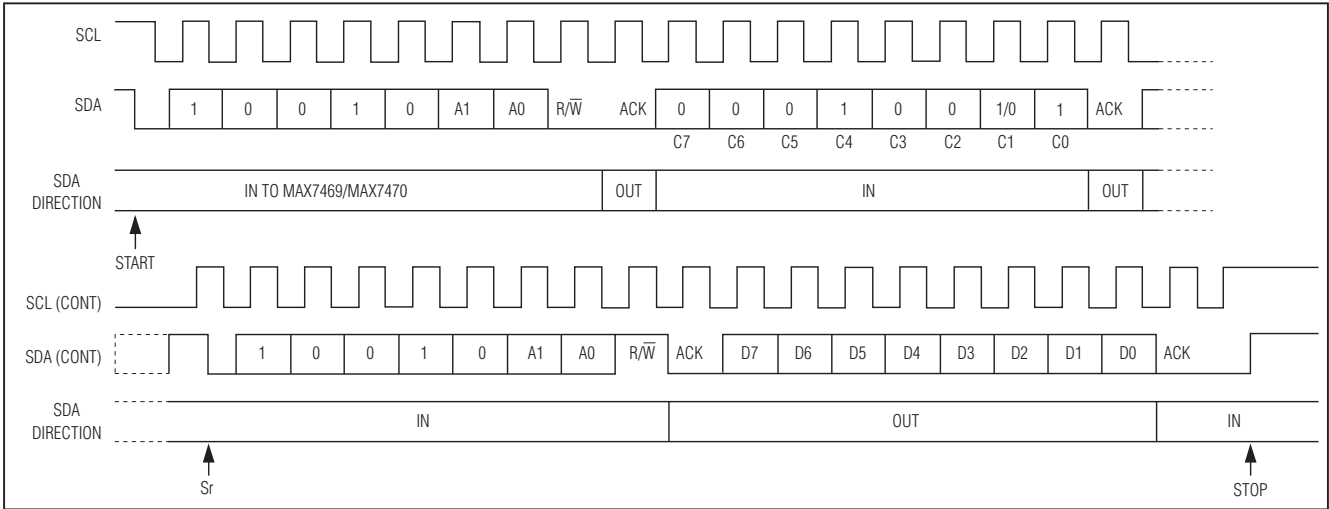 SCL
SDA 1 0 0 1 0 A1 A0 R/W̅ ACK 0 0 0 1 0 0 1/0 1 ACK
C7 C6 C5 C4 C3 C2 C1 C0
SDA DIRECTION IN TO MAX7469/MAX7470 OUT IN OUT
START
SCL (CONT)
SDA (CONT) 1 0 0 1 0 A1 A0 R/W̅ ACK D7 D6 D5 D4 D3 D2 D1 D0 ACK
SDA DIRECTION IN OUT IN
Sr STOP